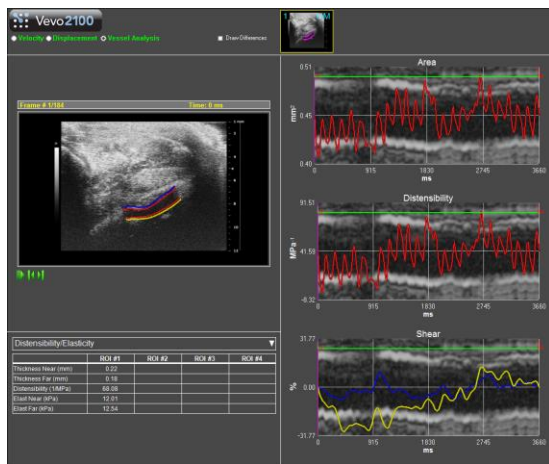 Vevo2100
Velocity Displacement Vessel Analysis Draw Differences
Frame # 1/184 Time: 0 ms
Area
0.51
0.45
0.40
mm²
0 915 1830 2745 3660
ms
Distensibility
91.51
41.59
-8.32
MPa⁻¹
0 915 1830 2745 3660
ms
Shear
31.77
0.00
-31.77
%
0 915 1830 2745 3660
ms
Distensibility/Elasticity
ROI #1 ROI #2 ROI #3 ROI #4
Thickness Near (mm) 0.22
Thickness Far (mm) 0.18
Distensibility (1/MPa) 68.08
Elast Near (kPa) 12.01
Elast Far (kPa) 12.54